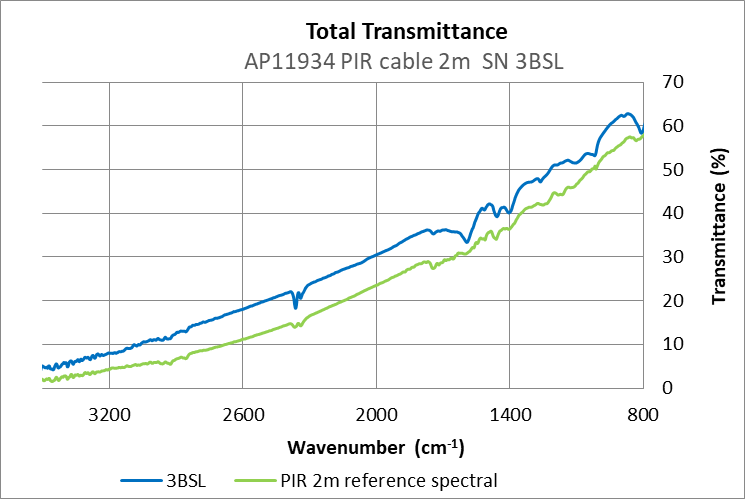 Total Transmittance
AP11934 PIR cable 2m  SN 3BSL
70
60
50
40
30
20
10
0
Transmittance (%)
3200 2600 2000 1400 800
Wavenumber (cm-1)
3BSL PIR 2m reference spectral